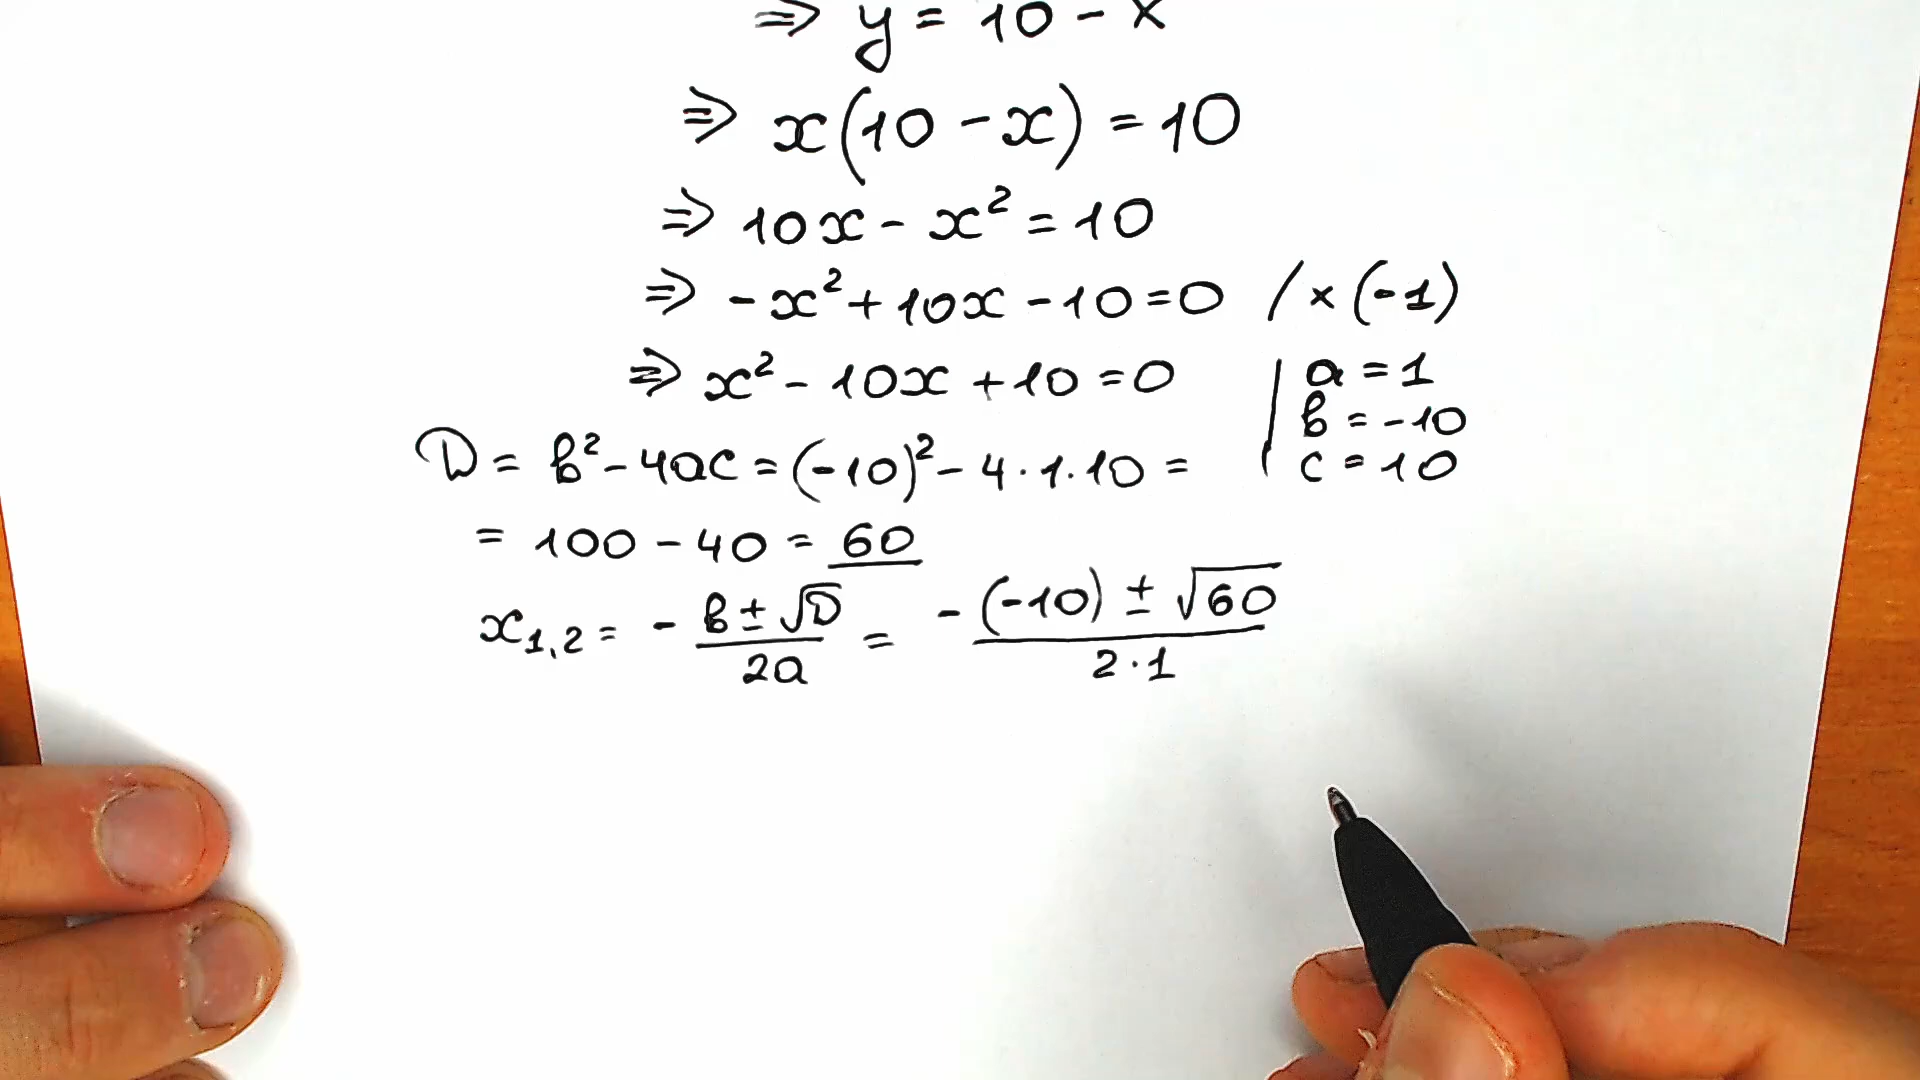 ⇒ y = 10 - x
⇒ x(10 - x) = 10
⇒ 10x - x² = 10
⇒ -x² + 10x - 10 = 0 / × (-1)
⇒ x² - 10x + 10 = 0 | a = 1
b = -10
c = 10
D = b² - 4ac = (-10)² - 4 · 1 · 10 =
= 100 - 40 = 60
x₁,₂ = - b ± √D / 2a = - (-10) ± √60 / 2 · 1